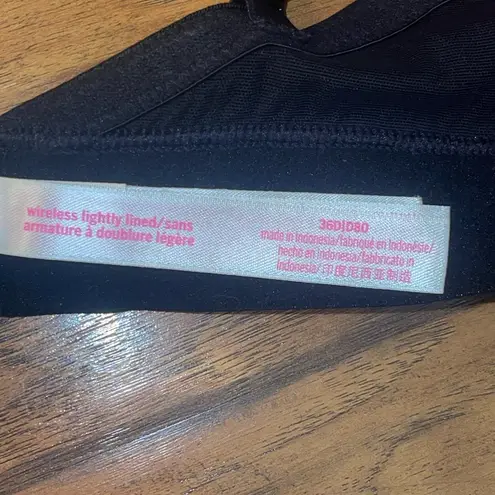 wireless lightly lined/sans
armature à doublure légère
36D|D80
made in Indonesia/fabriqué en Indonésie/
hecho en Indonesia/fabbricato in
Indonesia/印度尼西亚制造